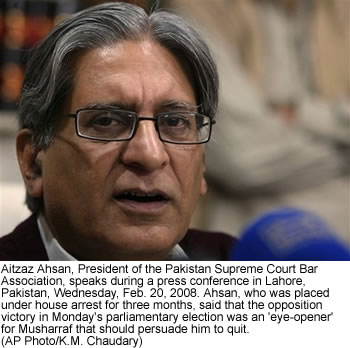 Aitzaz Ahsan, President of the Pakistan Supreme Court Bar
Association, speaks during a press conference in Lahore,
Pakistan, Wednesday, Feb. 20, 2008. Ahsan, who was placed
under house arrest for three months, said that the opposition
victory in Monday's parliamentary election was an 'eye-opener'
for Musharraf that should persuade him to quit.
(AP Photo/K.M. Chaudary)